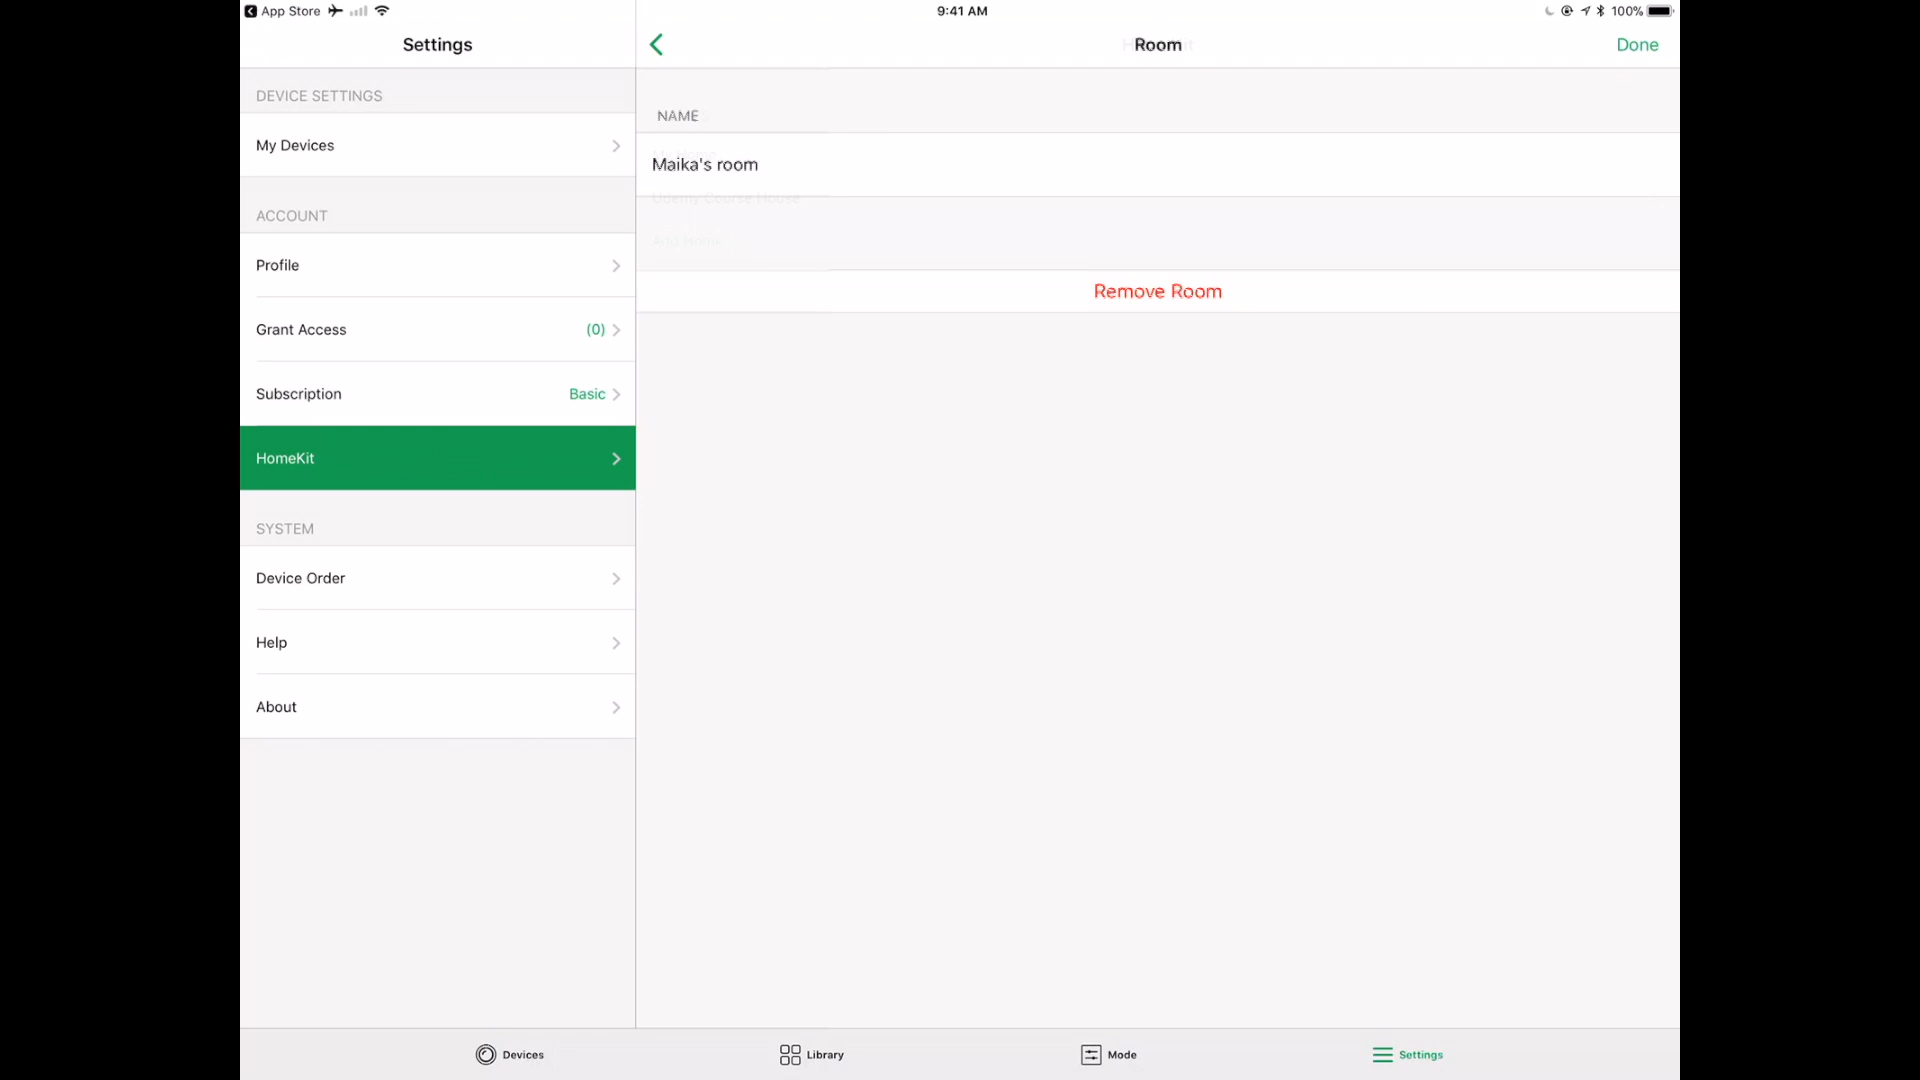 App Store
9:41 AM
100%
Settings
Room
Done
DEVICE SETTINGS
My Devices
ACCOUNT
Profile
Grant Access (0)
Subscription Basic
HomeKit
SYSTEM
Device Order
Help
About
NAME
Maika's room
Udemy Course House
Add Home
Remove Room
Devices
Library
Mode
Settings